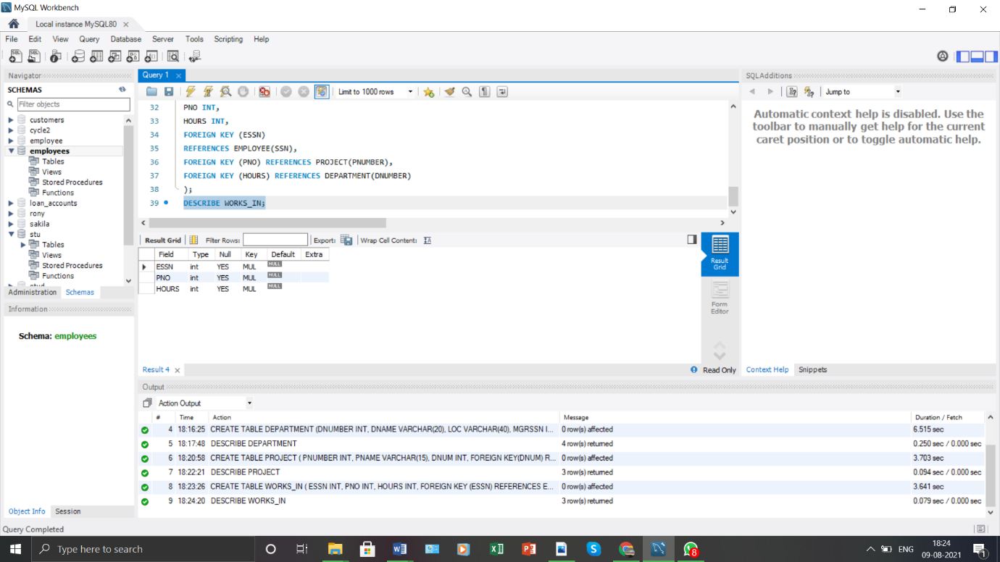 MySQL Workbench
Local instance MySQL80
File Edit View Query Database Server Tools Scripting Help
Navigator
SCHEMAS
Filter objects
customers
cycle2
employee
employees
Tables
Views
Stored Procedures
Functions
loan_accounts
rony
sakila
stu
Tables
Views
Stored Procedures
Functions
Administration Schemas
Information
Schema: employees
Object Info Session
Query 1
Limit to 1000 rows
32 PNO INT,
33 HOURS INT,
34 FOREIGN KEY (ESSN)
35 REFERENCES EMPLOYEE(SSN),
36 FOREIGN KEY (PNO) REFERENCES PROJECT(PNUMBER),
37 FOREIGN KEY (HOURS) REFERENCES DEPARTMENT(DNUMBER)
38 );
39 DESCRIBE WORKS_IN;
Result Grid Filter Rows: Export: Wrap Cell Content:
Field Type Null Key Default Extra
ESSN int YES MUL NULL
PNO int YES MUL NULL
HOURS int YES MUL NULL
Result Grid
Form Editor
Result 4
Read Only
SQLAdditions
Jump to
Automatic context help is disabled. Use the
toolbar to manually get help for the current
caret position or to toggle automatic help.
Context Help Snippets
Output
Action Output
# Time Action Message Duration / Fetch
4 18:16:25 CREATE TABLE DEPARTMENT (DNUMBER INT, DNAME VARCHAR(20), LOC VARCHAR(40), MGRSSN I... 0 row(s) affected 6.515 sec
5 18:17:48 DESCRIBE DEPARTMENT 4 row(s) returned 0.250 sec / 0.000 sec
6 18:20:58 CREATE TABLE PROJECT ( PNUMBER INT, PNAME VARCHAR(15), DNUM INT, FOREIGN KEY(DNUM) R... 0 row(s) affected 3.703 sec
7 18:22:21 DESCRIBE PROJECT 3 row(s) returned 0.094 sec / 0.000 sec
8 18:23:26 CREATE TABLE WORKS_IN ( ESSN INT, PNO INT, HOURS INT, FOREIGN KEY (ESSN) REFERENCES E... 0 row(s) affected 3.641 sec
9 18:24:20 DESCRIBE WORKS_IN 3 row(s) returned 0.079 sec / 0.000 sec
Query Completed
Type here to search
8
ENG
18:24
09-08-2021
1